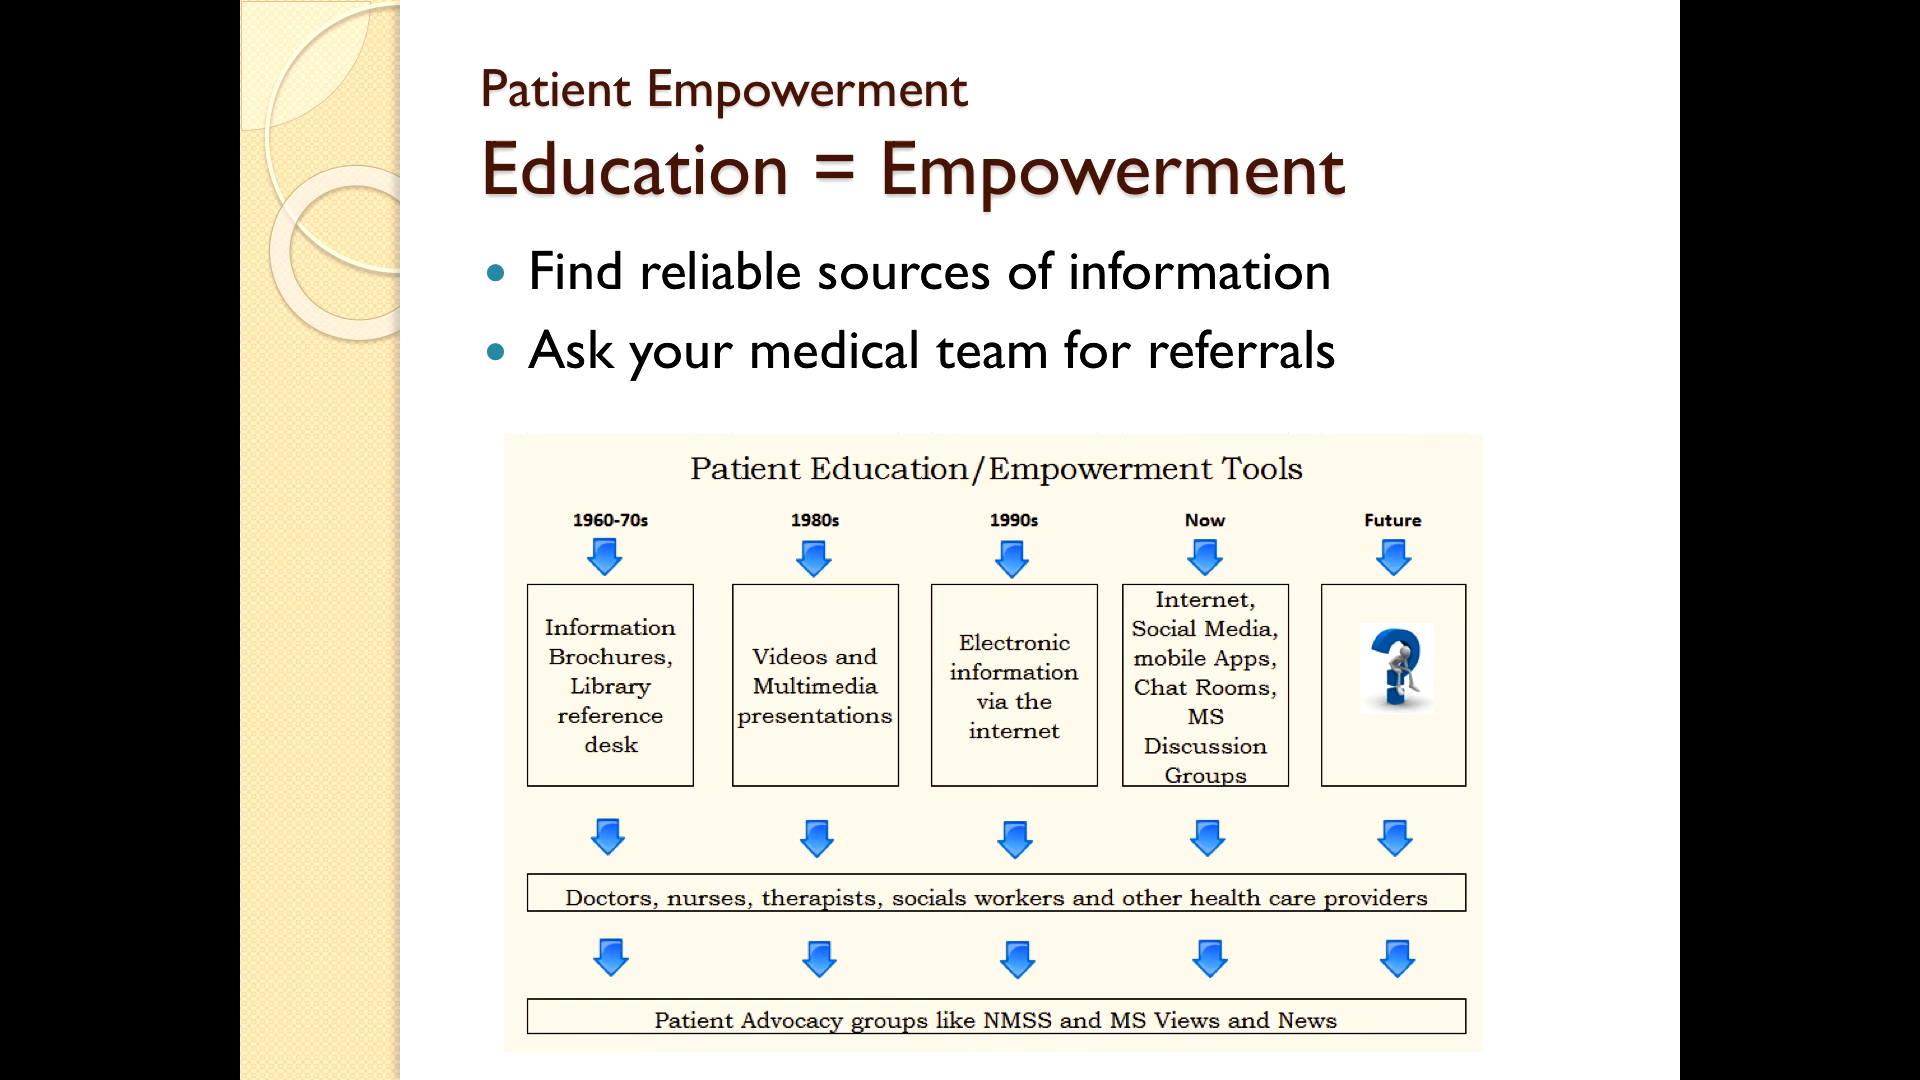 Patient Empowerment
Education = Empowerment
• Find reliable sources of information
• Ask your medical team for referrals
Patient Education/Empowerment Tools
1960-70s
1980s
1990s
Now
Future
Information
Brochures,
Library
reference
desk
Videos and
Multimedia
presentations
Electronic
information
via the
internet
Internet,
Social Media,
mobile Apps,
Chat Rooms,
MS
Discussion
Groups
?
Doctors, nurses, therapists, socials workers and other health care providers
Patient Advocacy groups like NMSS and MS Views and News